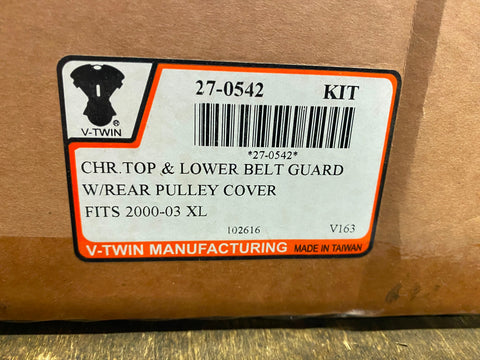 27-0542 KIT
®
V-TWIN
*27-0542*
CHR.TOP & LOWER BELT GUARD
W/REAR PULLEY COVER
FITS 2000-03 XL
102616 V163
V-TWIN MANUFACTURING MADE IN TAIWAN